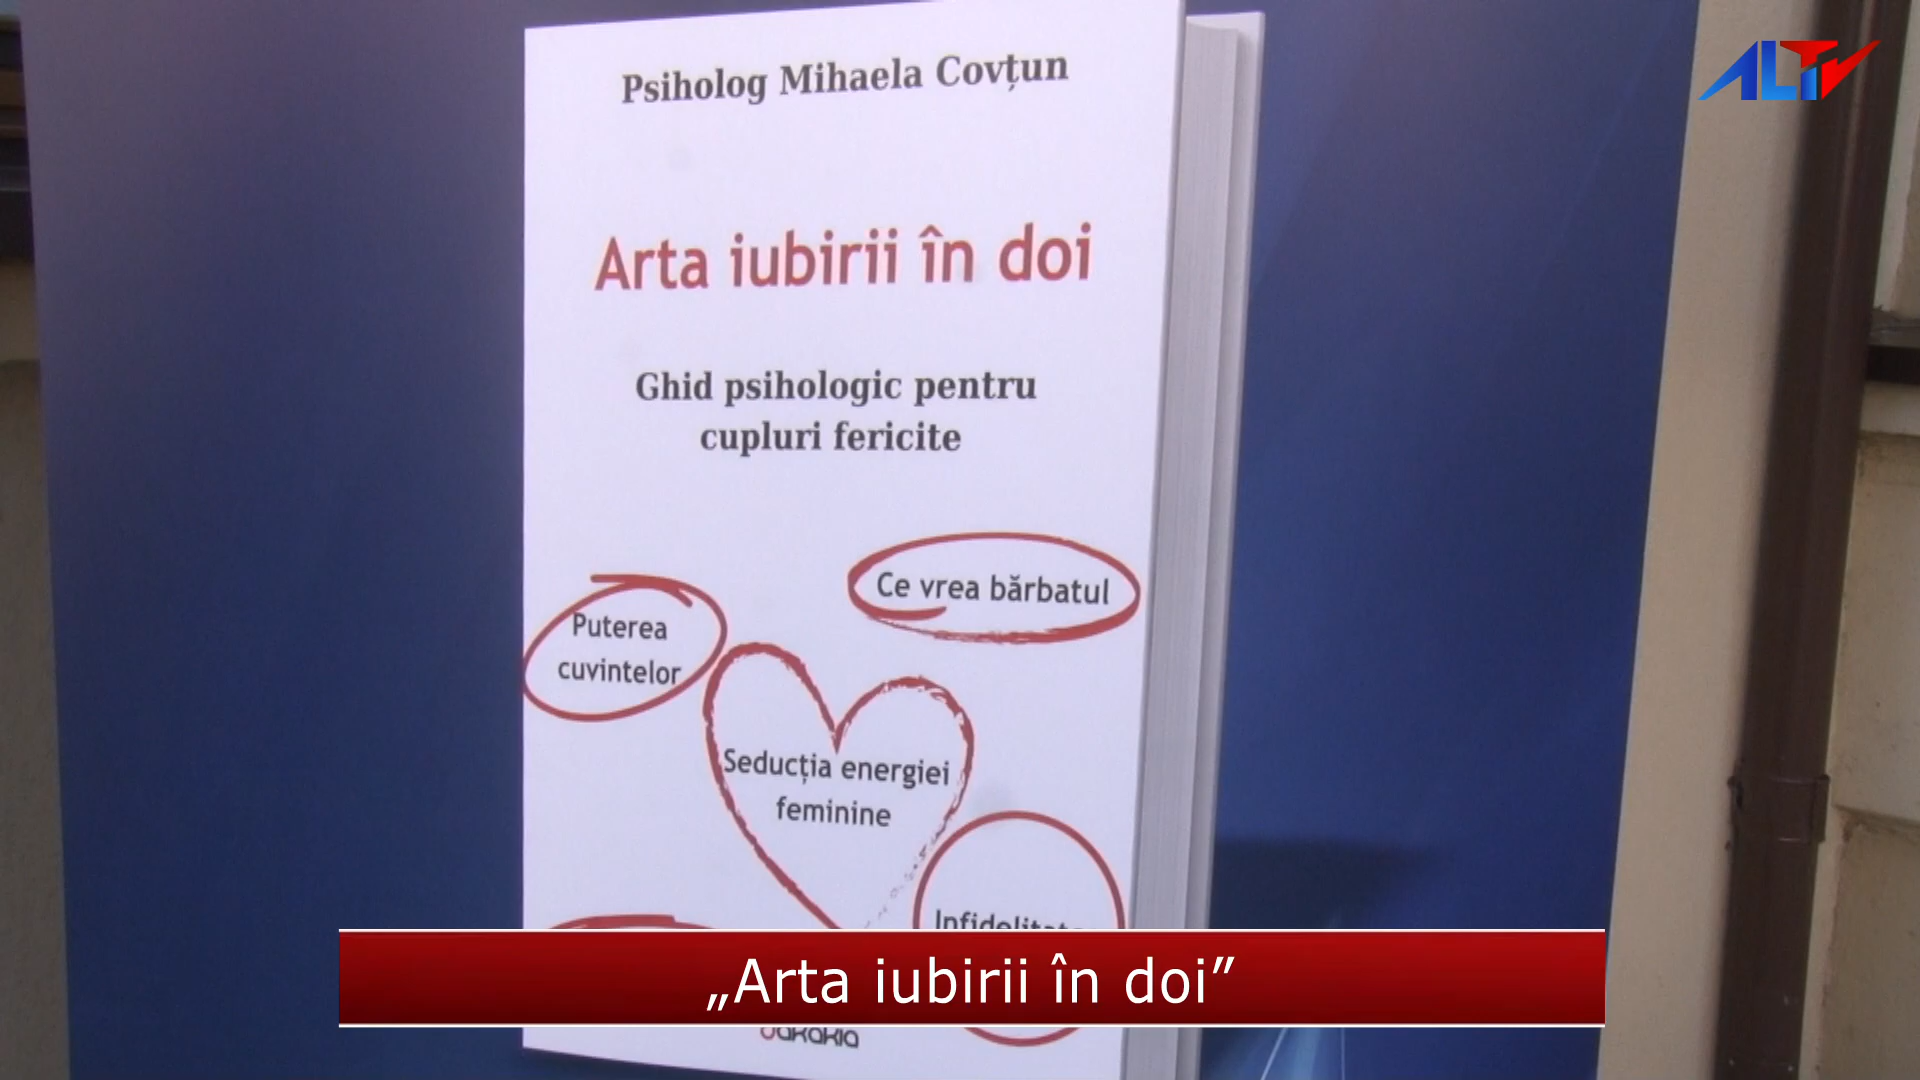 ALTV
Psiholog Mihaela Covțun
Arta iubirii în doi
Ghid psihologic pentru
cupluri fericite
Ce vrea bărbatul
Puterea
cuvintelor
Seducția energiei
feminine
„Arta iubirii în doi”